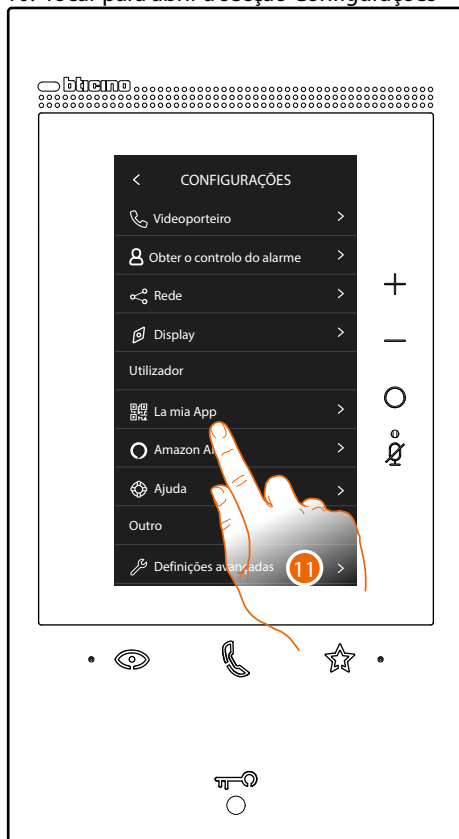 10. Tocar para abrir a secção Configurações
bticino
CONFIGURAÇÕES
Videoporteiro
Obter o controlo do alarme
Rede
Display
Utilizador
La mia App
Amazon
Ajuda
Outro
Definições avançadas
11